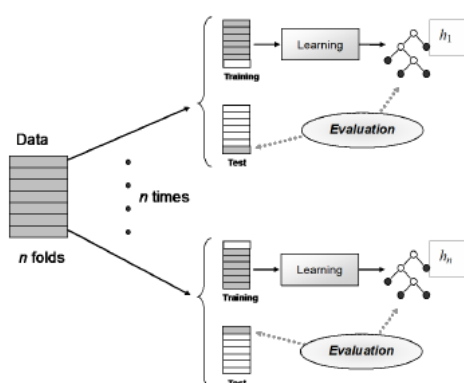 Learning
h₁
Training
Evaluation
Data
Test
n times
n folds
Learning
hₙ
Training
Evaluation
Test